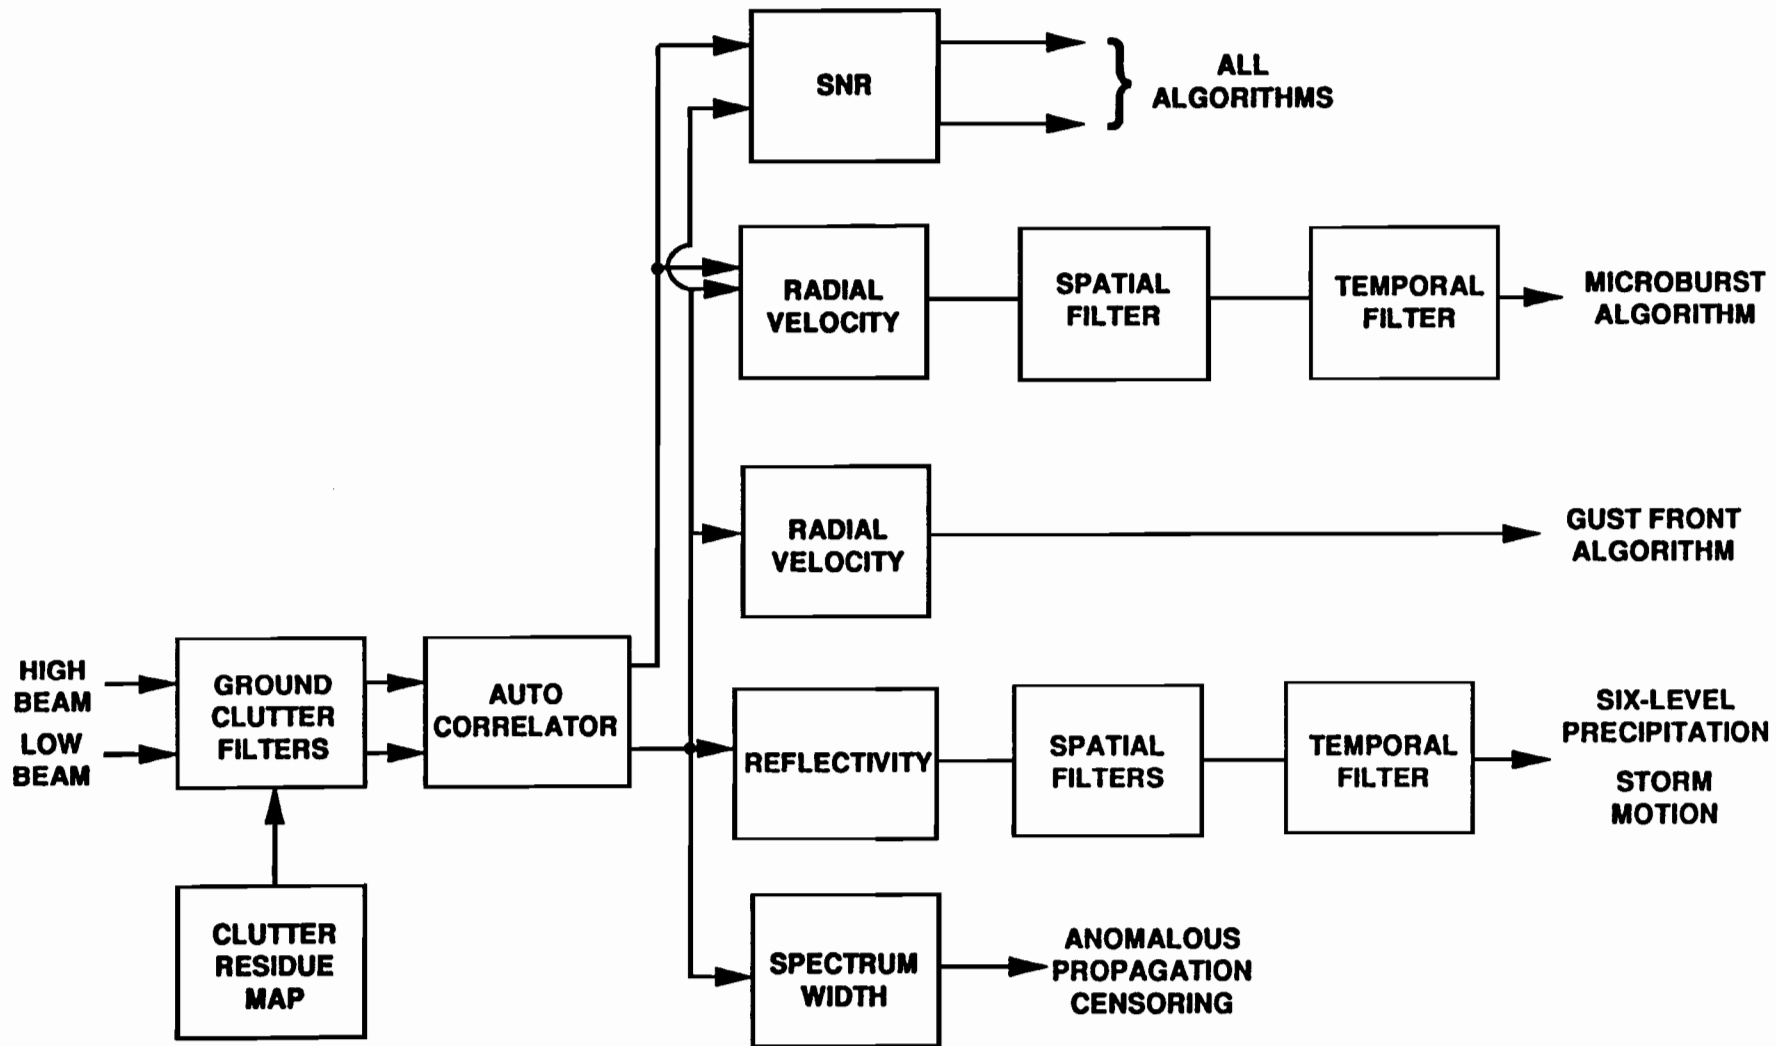 SNR
}
ALL
ALGORITHMS
RADIAL
VELOCITY
SPATIAL
FILTER
TEMPORAL
FILTER
MICROBURST
ALGORITHM
RADIAL
VELOCITY
GUST FRONT
ALGORITHM
HIGH
BEAM
LOW
BEAM
GROUND
CLUTTER
FILTERS
AUTO
CORRELATOR
REFLECTIVITY
SPATIAL
FILTERS
TEMPORAL
FILTER
SIX-LEVEL
PRECIPITATION
STORM
MOTION
CLUTTER
RESIDUE
MAP
SPECTRUM
WIDTH
ANOMALOUS
PROPAGATION
CENSORING